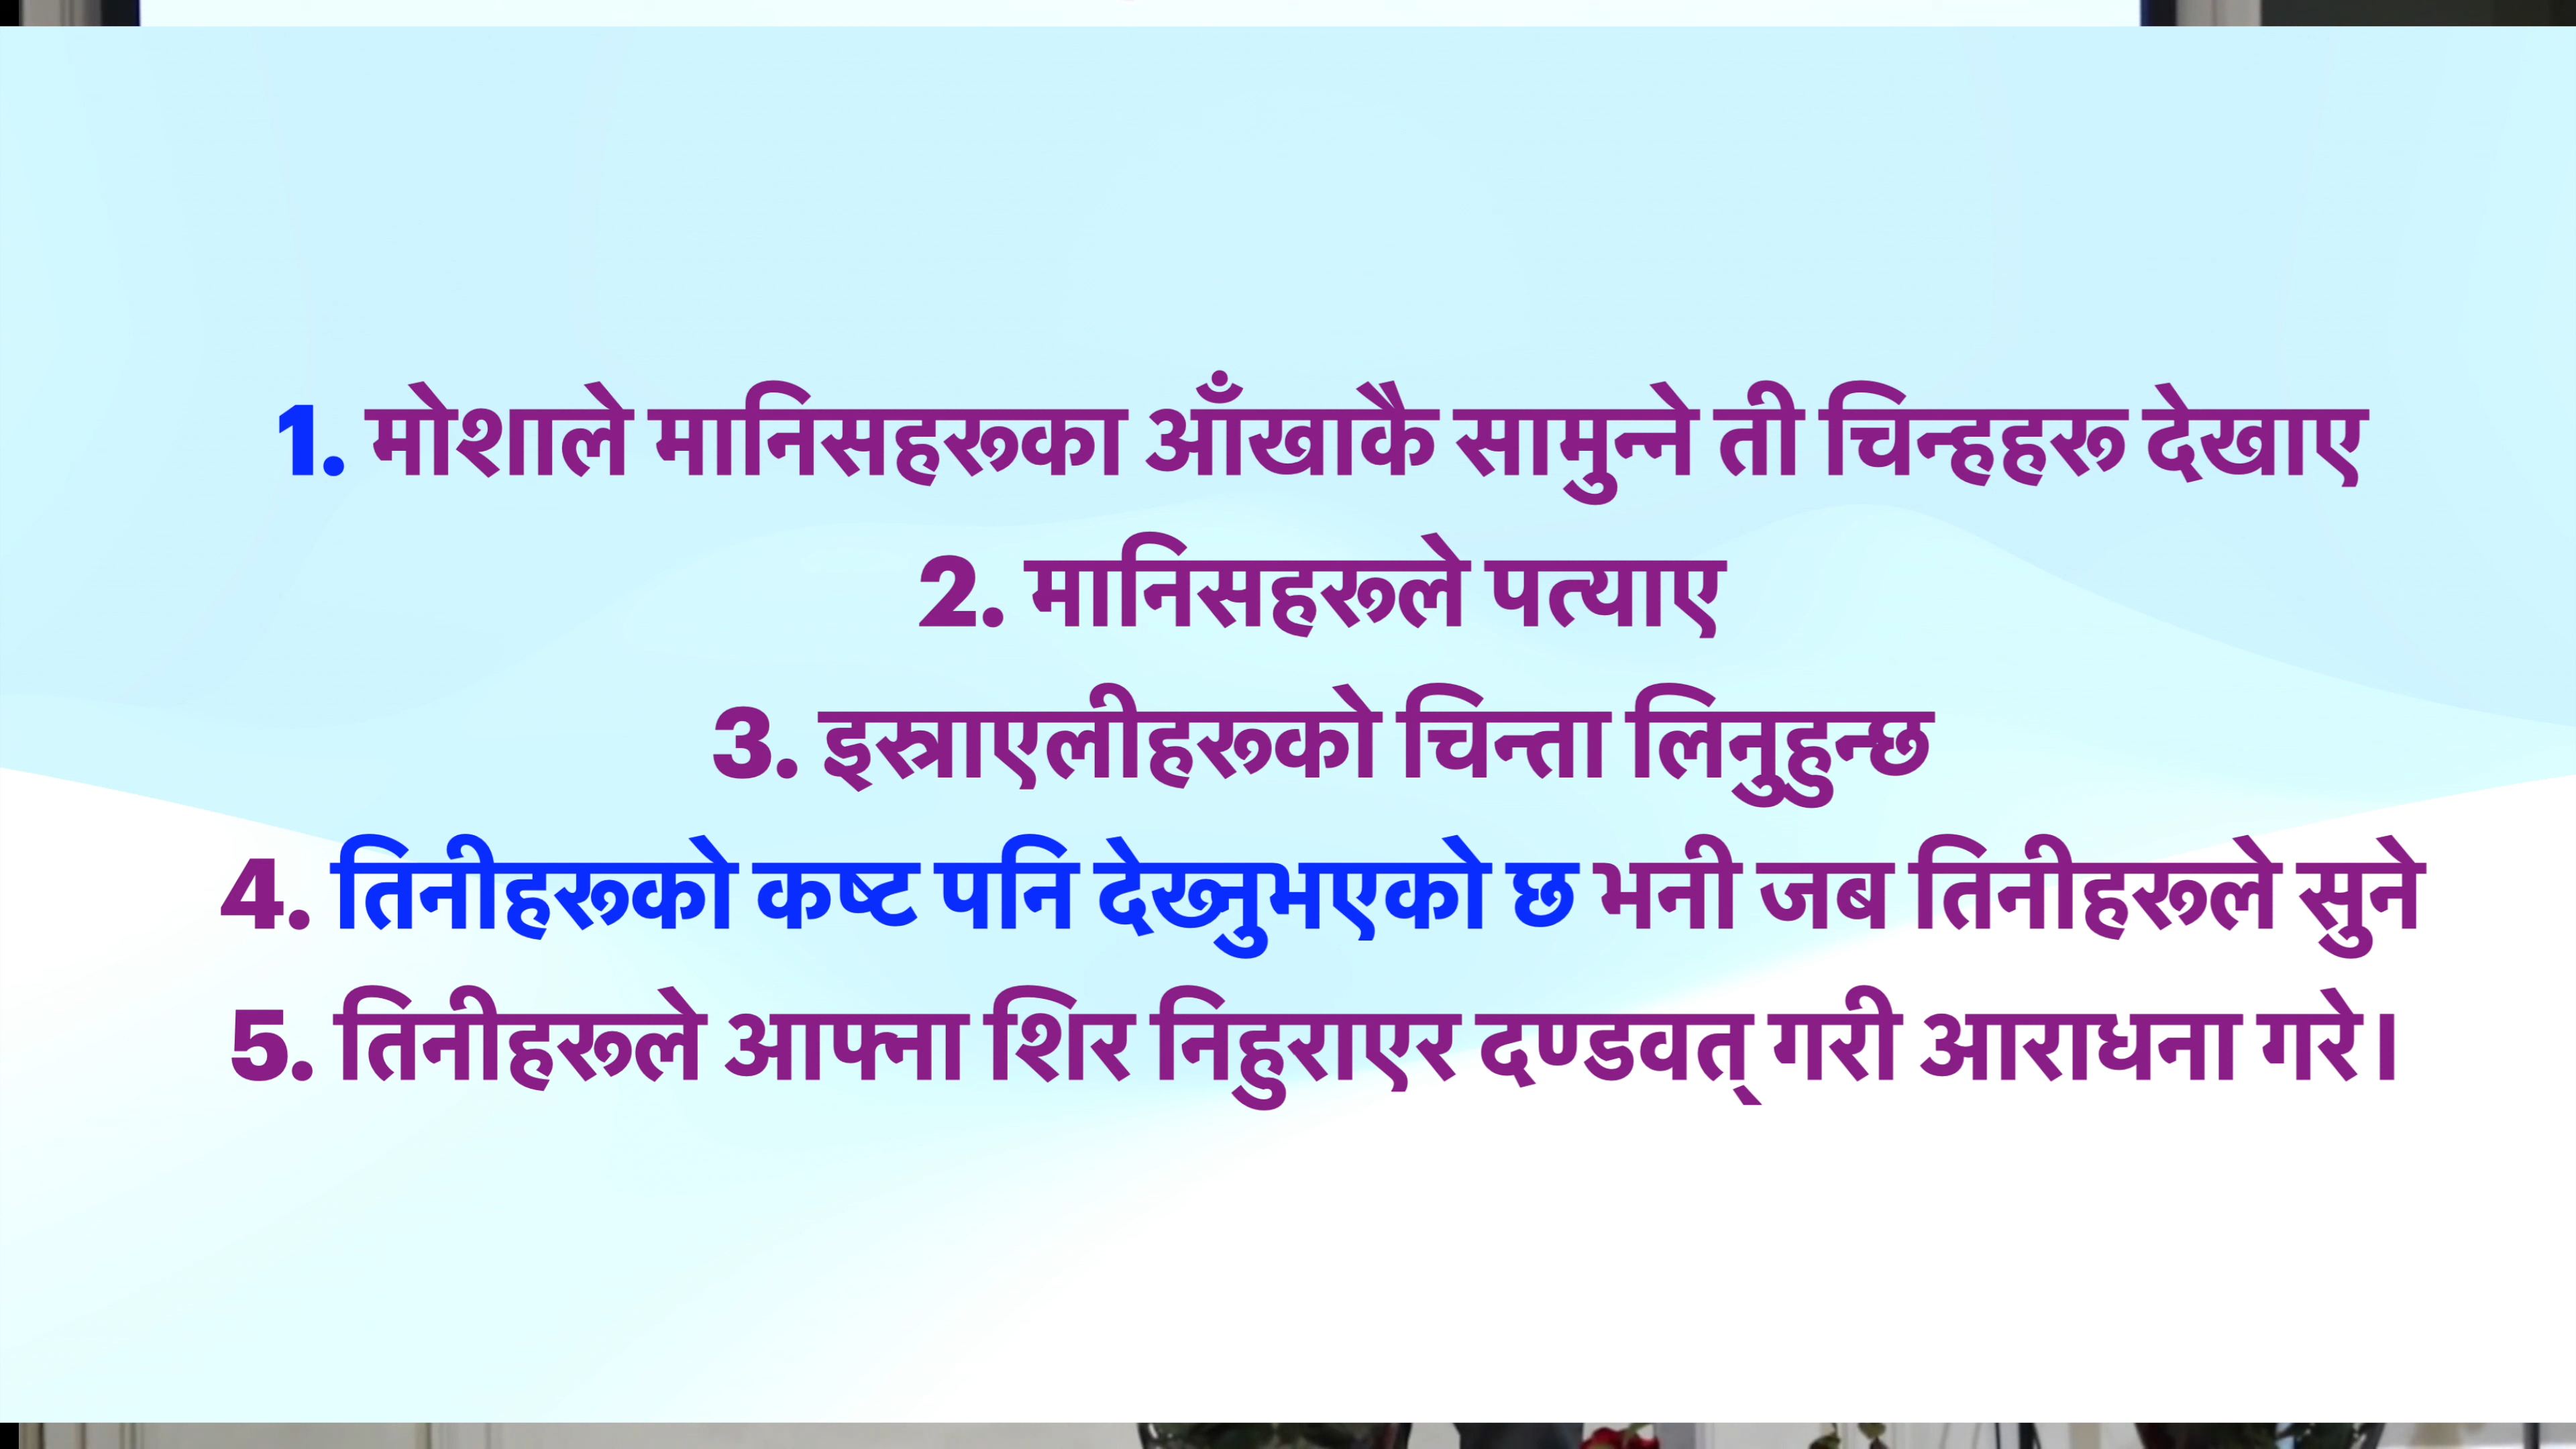 1. मोशाले मानिसहरूका आँखाकै सामुन्ने ती चिन्हहरू देखाए
2. मानिसहरूले पत्याए
3. इस्राएलीहरूको चिन्ता लिनुहुन्छ
4. तिनीहरूको कष्ट पनि देख्नुभएको छ भनी जब तिनीहरूले सुने
5. तिनीहरूले आफ्ना शिर निहुराएर दण्डवत् गरी आराधना गरे।